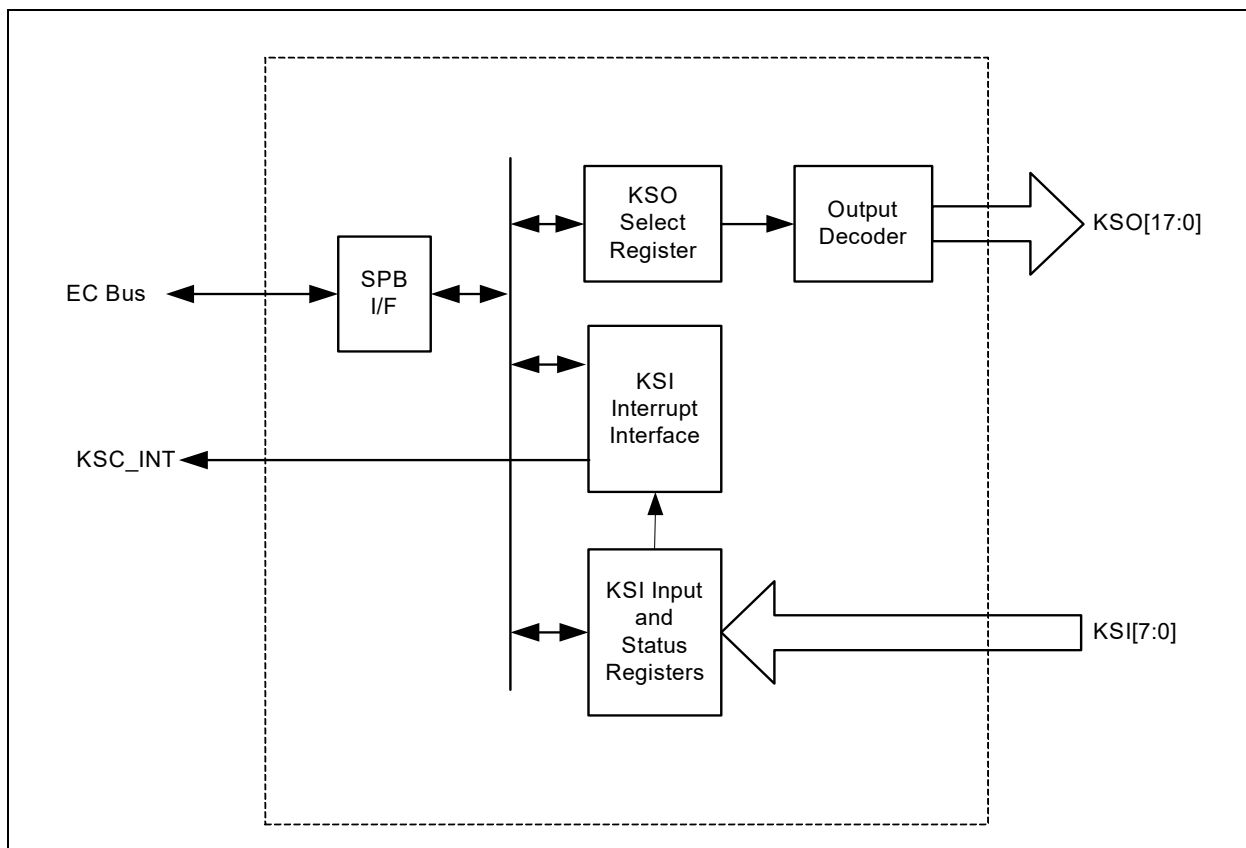 KSO
Select
Register
Output
Decoder
KSO[17:0]
EC Bus
SPB
I/F
KSI
Interrupt
Interface
KSC_INT
KSI Input
and
Status
Registers
KSI[7:0]